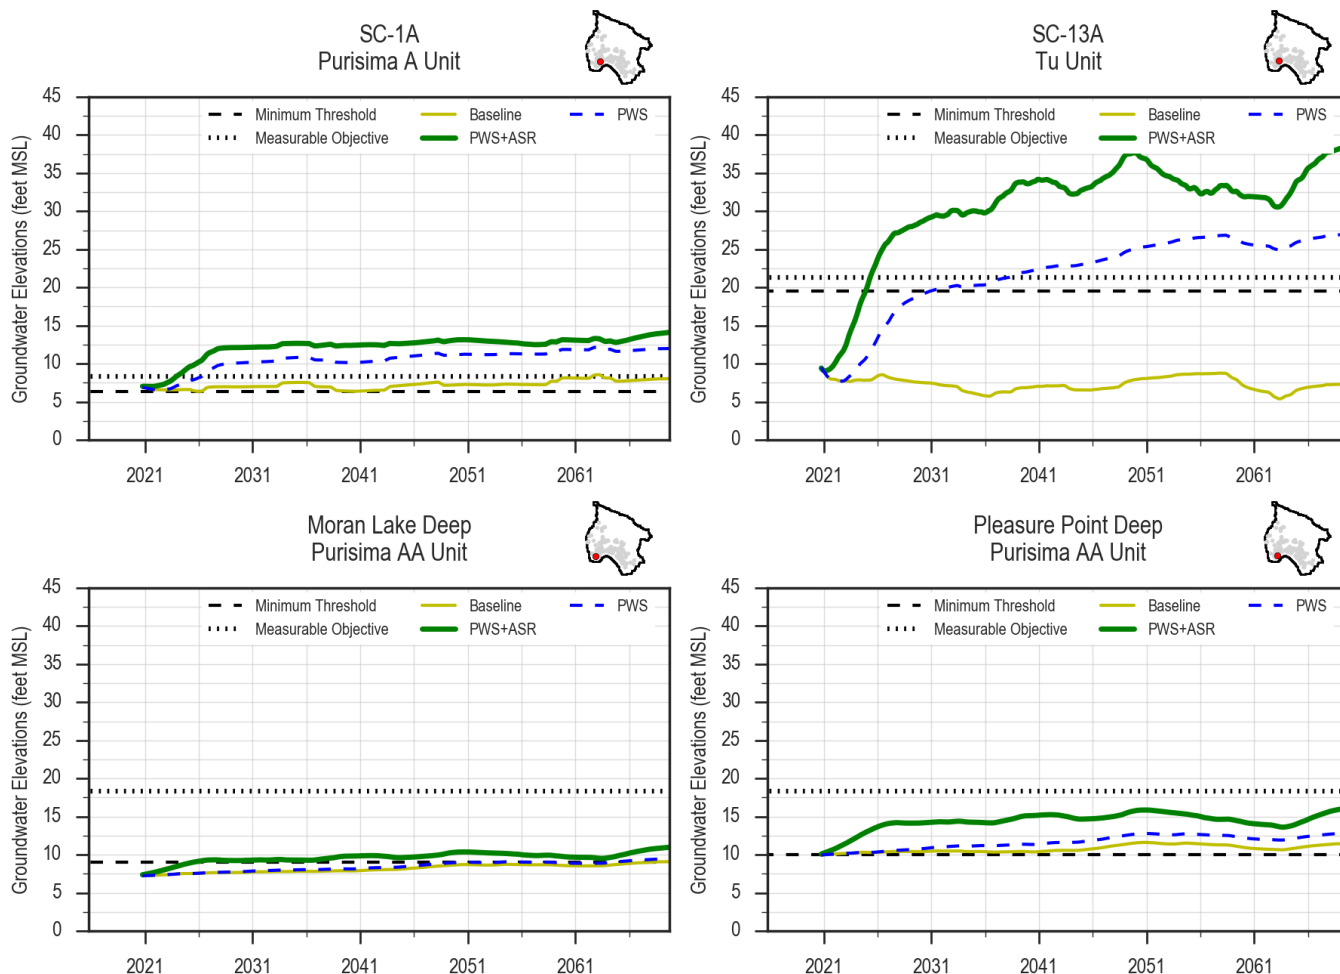 SC-1A
Purisima A Unit
Groundwater Elevations (feet MSL)
45
40
35
30
25
20
15
10
5
0
Minimum Threshold
Measurable Objective
Baseline
PWS+ASR
PWS
2021 2031 2041 2051 2061
SC-13A
Tu Unit
Groundwater Elevations (feet MSL)
45
40
35
30
25
20
15
10
5
0
Minimum Threshold
Measurable Objective
Baseline
PWS+ASR
PWS
2021 2031 2041 2051 2061
Moran Lake Deep
Purisima AA Unit
Groundwater Elevations (feet MSL)
45
40
35
30
25
20
15
10
5
0
Minimum Threshold
Measurable Objective
Baseline
PWS+ASR
PWS
2021 2031 2041 2051 2061
Pleasure Point Deep
Purisima AA Unit
Groundwater Elevations (feet MSL)
45
40
35
30
25
20
15
10
5
0
Minimum Threshold
Measurable Objective
Baseline
PWS+ASR
PWS
2021 2031 2041 2051 2061